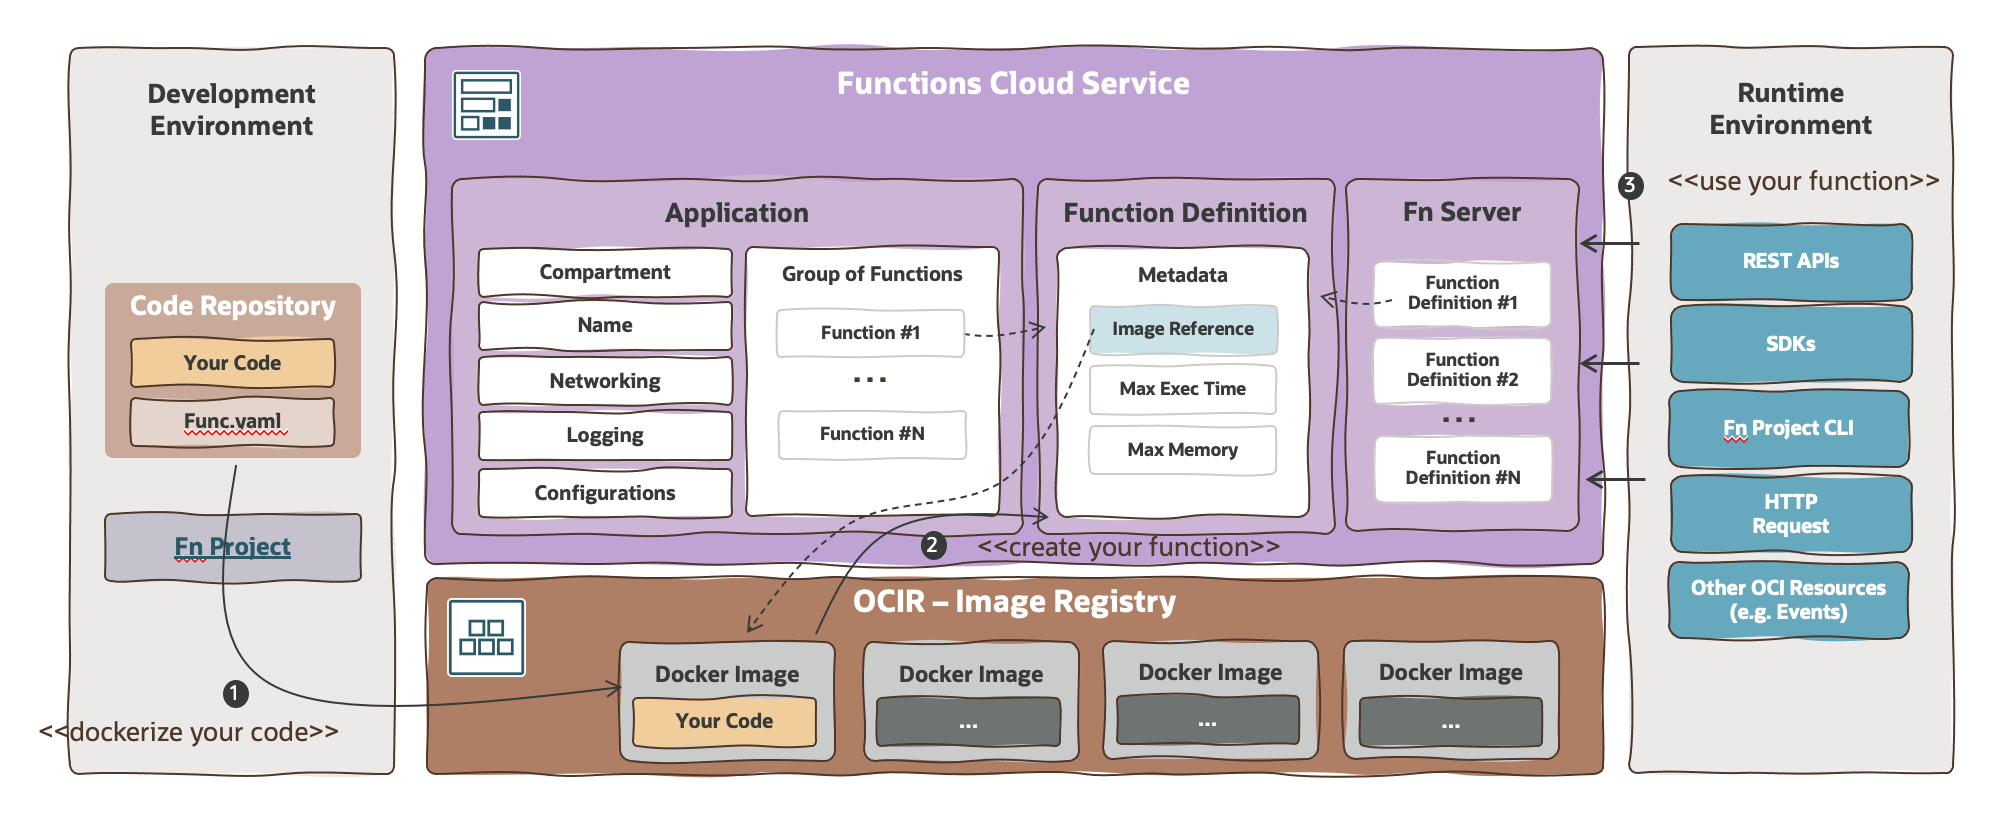 Development
Environment
Code Repository
Your Code
Func.yaml
Fn Project
1
<<dockerize your code>>
Functions Cloud Service
Application
Compartment
Name
Networking
Logging
Configurations
Group of Functions
Function #1
...
Function #N
Function Definition
Metadata
Image Reference
Max Exec Time
Max Memory
Fn Server
Function
Definition #1
Function
Definition #2
...
Function
Definition #N
2
<<create your function>>
OCIR – Image Registry
Docker Image
Your Code
Docker Image
...
Docker Image
...
Docker Image
...
Runtime
Environment
3
<<use your function>>
REST APIs
SDKs
Fn Project CLI
HTTP
Request
Other OCI Resources
(e.g. Events)